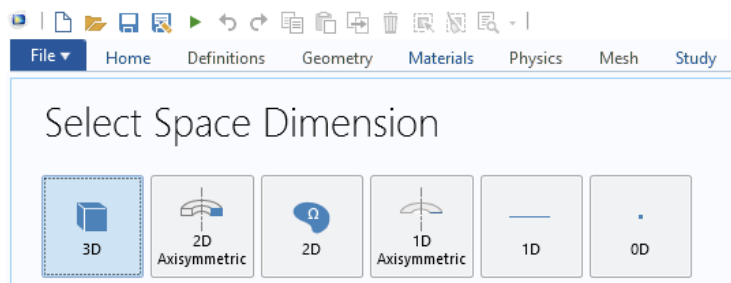 File Home Definitions Geometry Materials Physics Mesh Study
Select Space Dimension
3D
2D
Axisymmetric
Ω
2D
1D
Axisymmetric
1D
0D